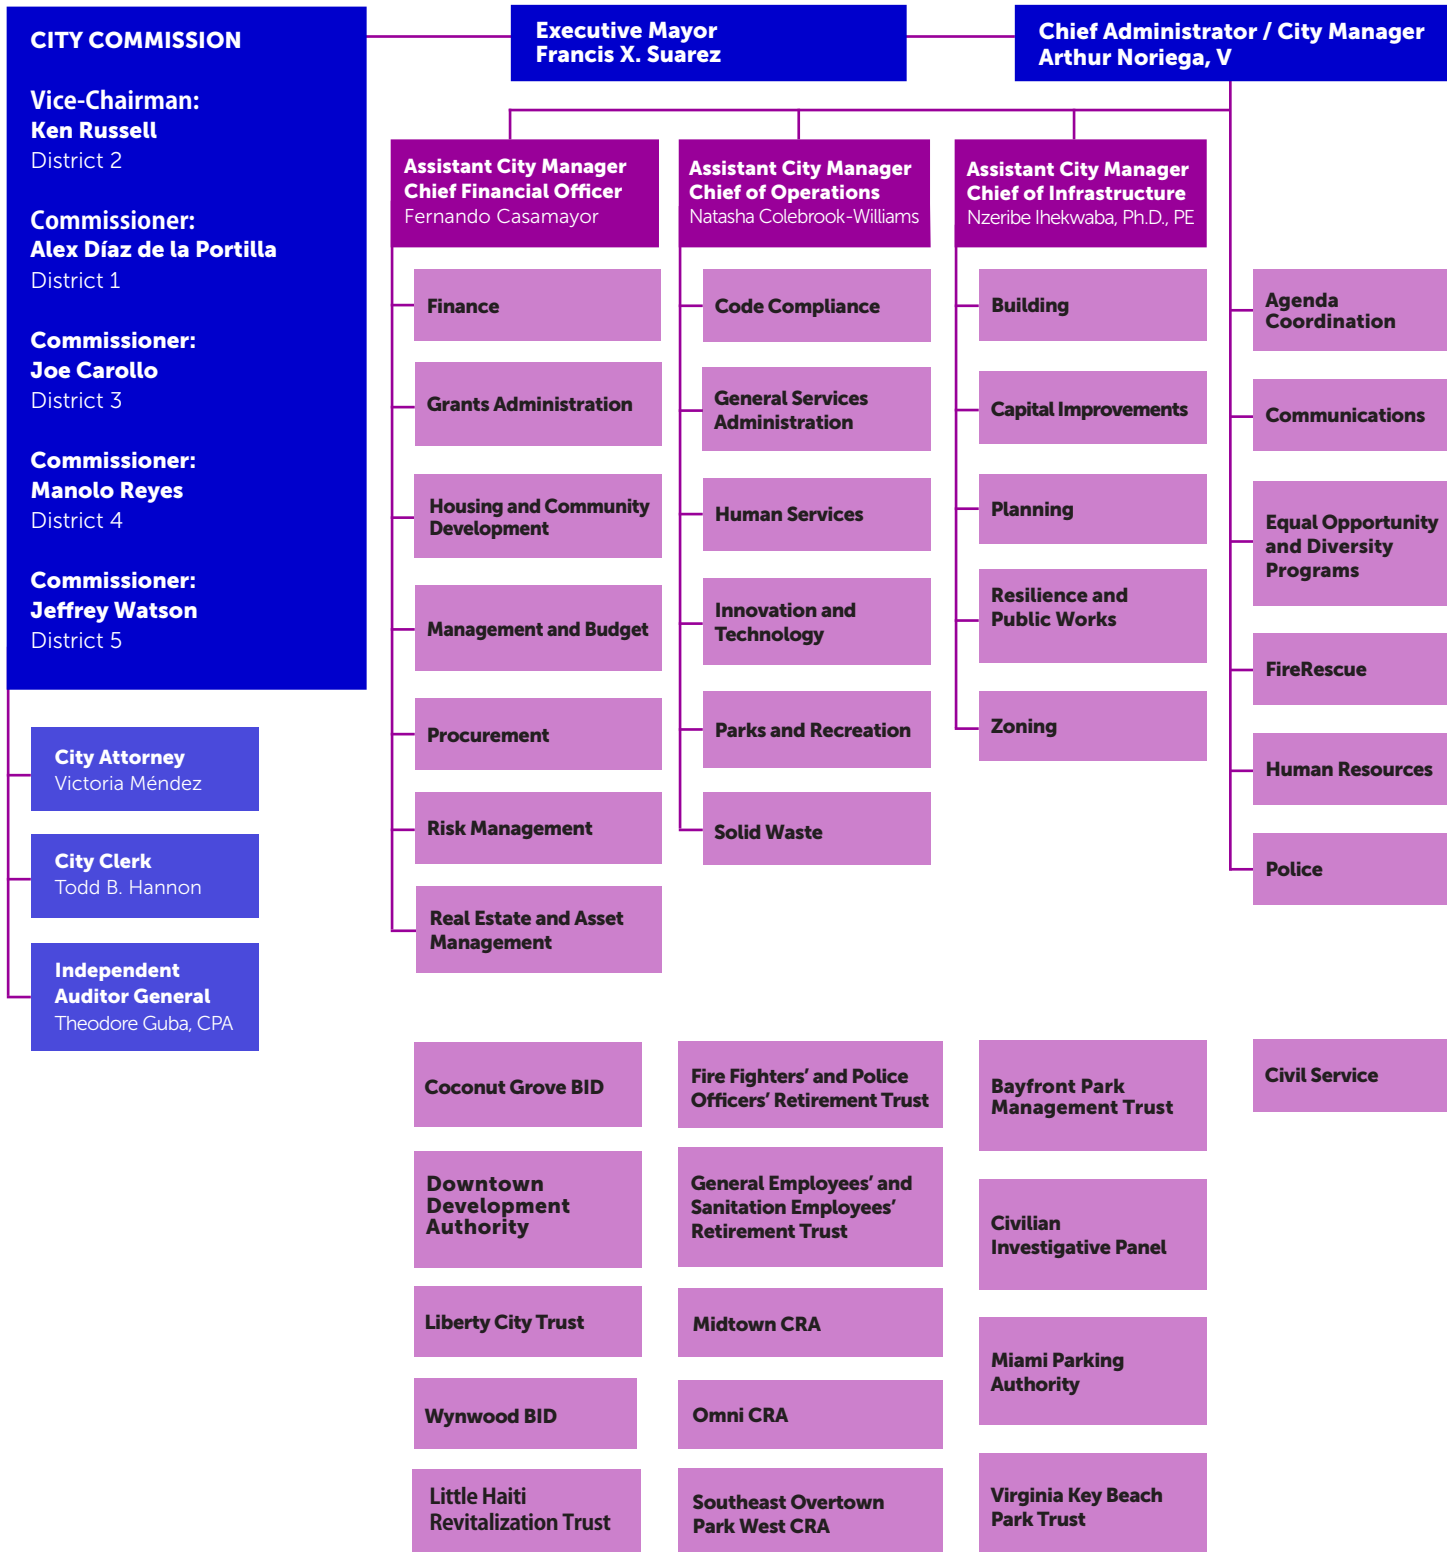 CITY COMMISSION
Vice-Chairman:
Ken Russell
District 2
Commissioner:
Alex Díaz de la Portilla
District 1
Commissioner:
Joe Carollo
District 3
Commissioner:
Manolo Reyes
District 4
Commissioner:
Jeffrey Watson
District 5
City Attorney
Victoria Méndez
City Clerk
Todd B. Hannon
Independent
Auditor General
Theodore Guba, CPA
Executive Mayor
Francis X. Suarez
Chief Administrator / City Manager
Arthur Noriega, V
Assistant City Manager
Chief Financial Officer
Fernando Casamayor
Finance
Grants Administration
Housing and Community
Development
Management and Budget
Procurement
Risk Management
Real Estate and Asset
Management
Assistant City Manager
Chief of Operations
Natasha Colebrook-Williams
Code Compliance
General Services
Administration
Human Services
Innovation and
Technology
Parks and Recreation
Solid Waste
Assistant City Manager
Chief of Infrastructure
Nzeribe Ihekwaba, Ph.D., PE
Building
Capital Improvements
Planning
Resilience and
Public Works
Zoning
Agenda
Coordination
Communications
Equal Opportunity
and Diversity
Programs
FireRescue
Human Resources
Police
Coconut Grove BID
Downtown
Development
Authority
Liberty City Trust
Wynwood BID
Little Haiti
Revitalization Trust
Fire Fighters’ and Police
Officers’ Retirement Trust
General Employees’ and
Sanitation Employees’
Retirement Trust
Midtown CRA
Omni CRA
Southeast Overtown
Park West CRA
Bayfront Park
Management Trust
Civilian
Investigative Panel
Miami Parking
Authority
Virginia Key Beach
Park Trust
Civil Service